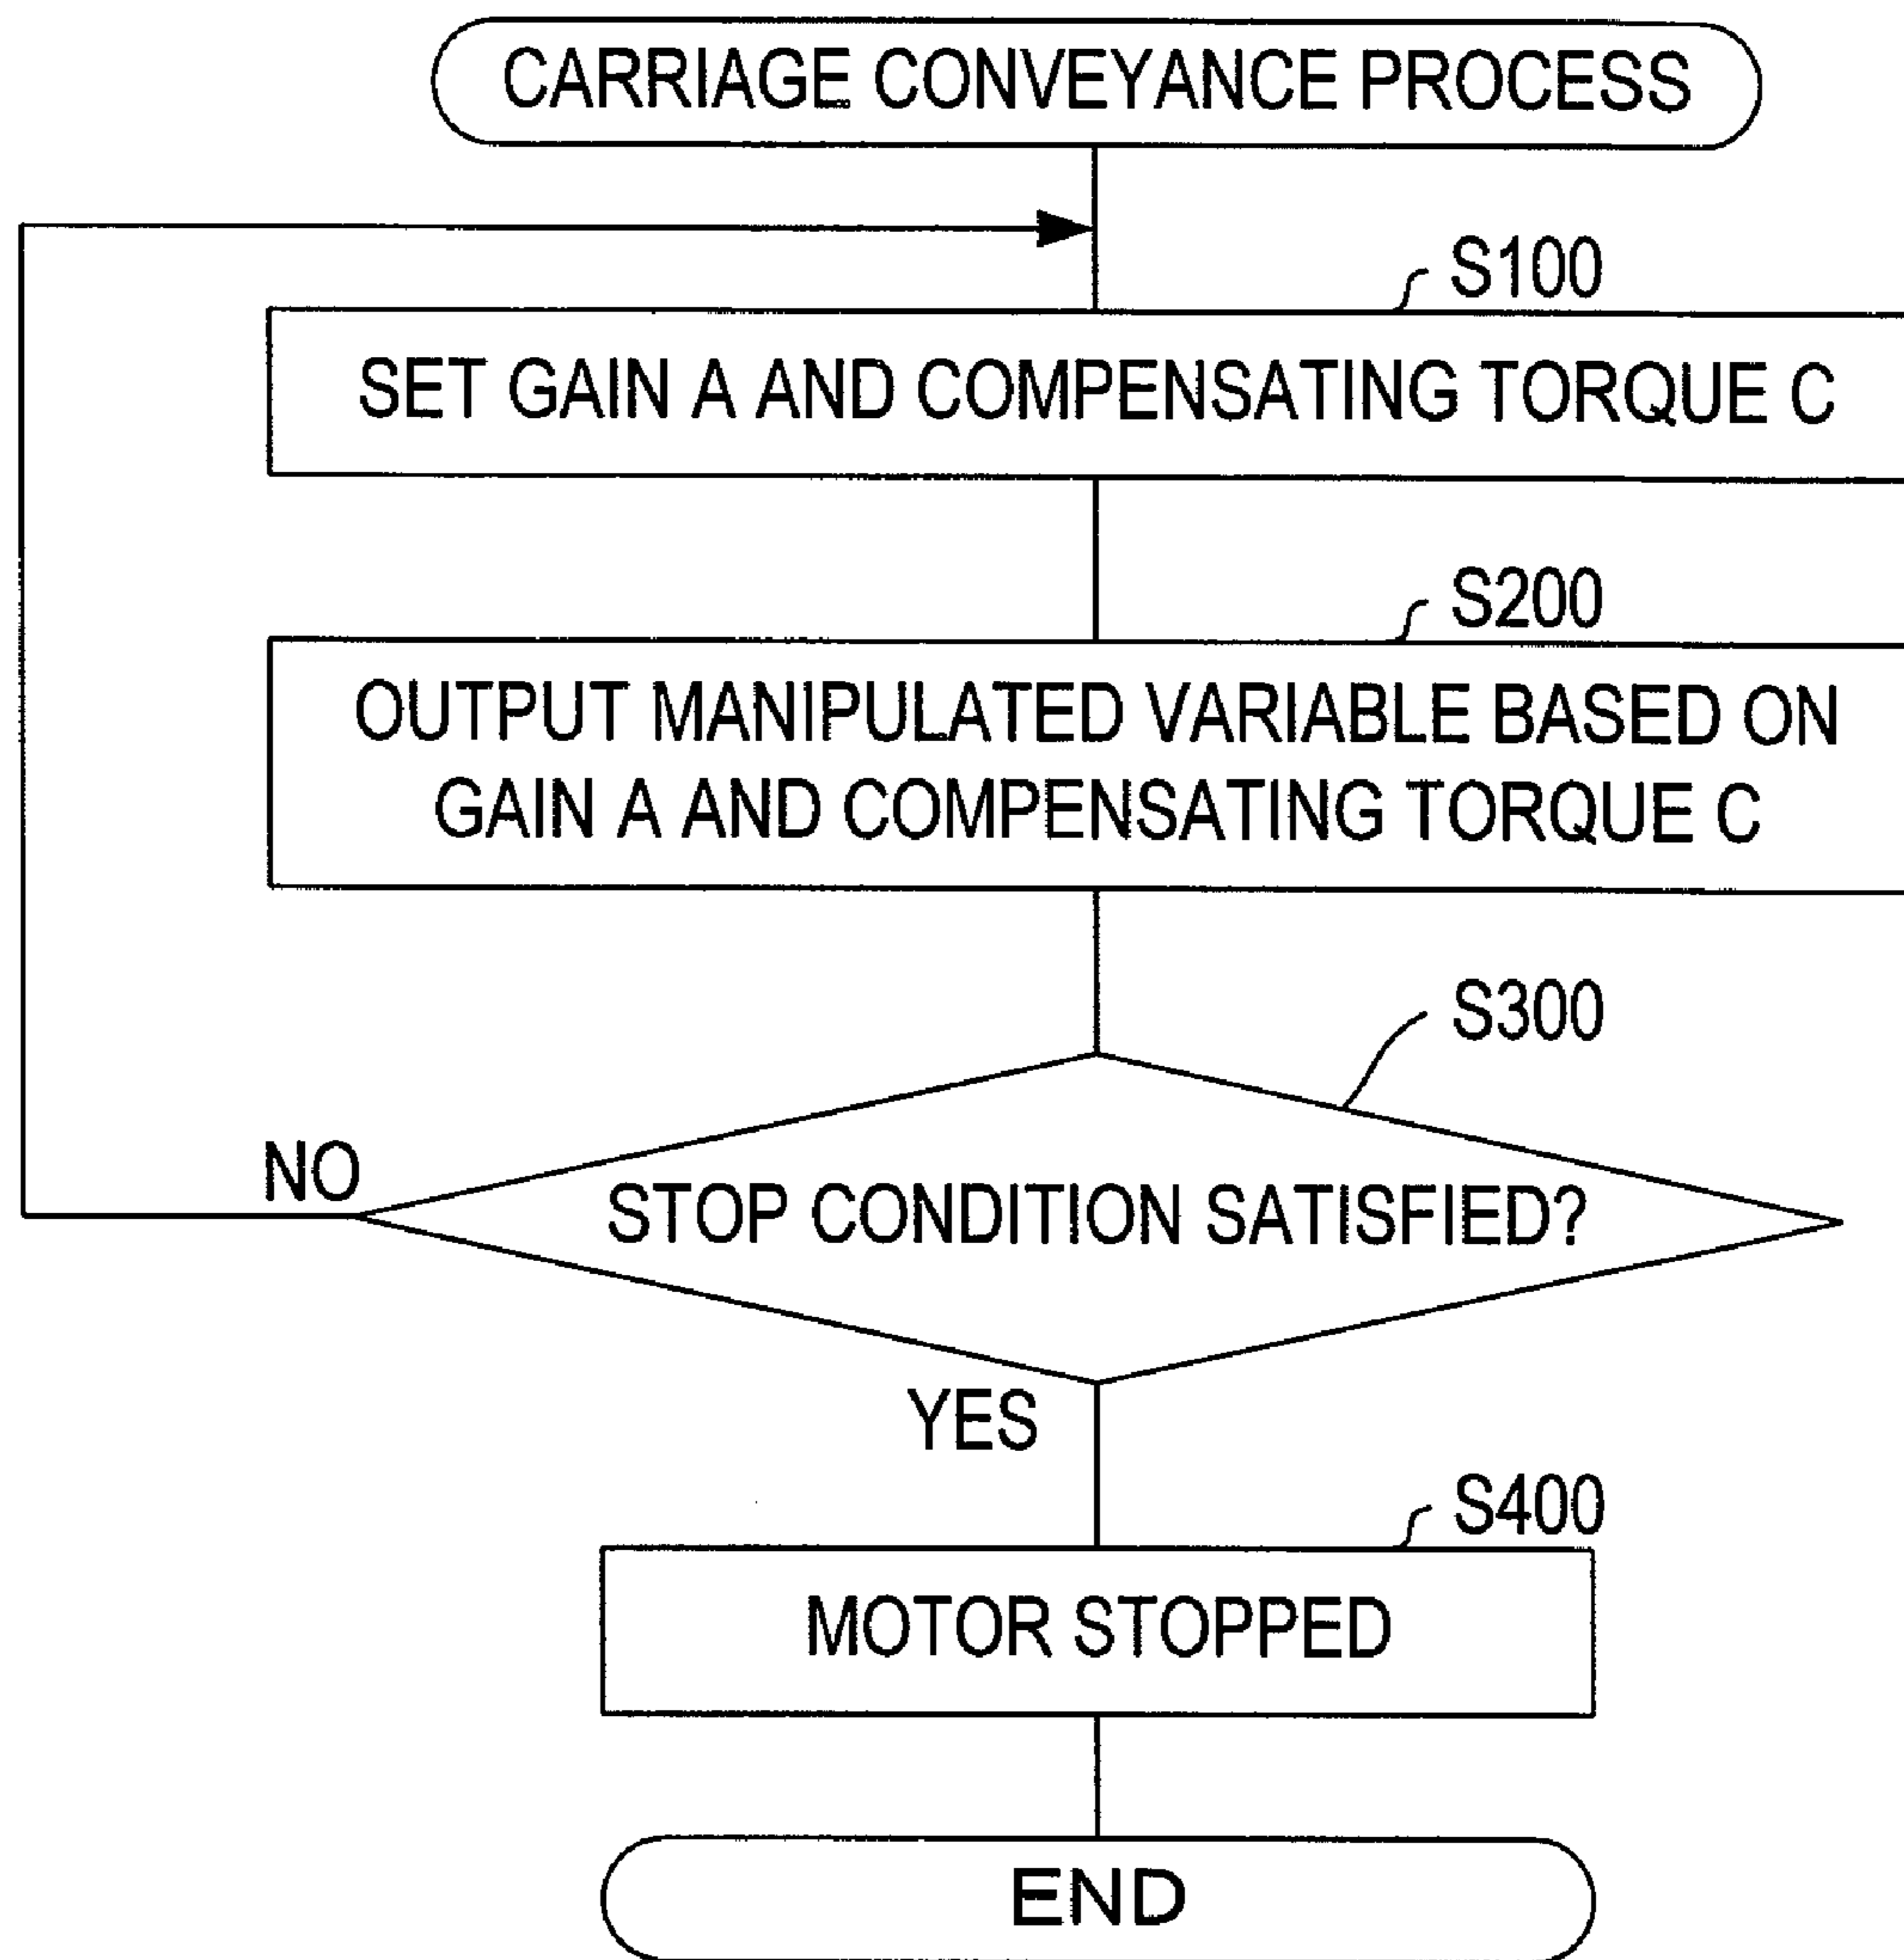 CARRIAGE CONVEYANCE PROCESS
S100
SET GAIN A AND COMPENSATING TORQUE C
S200
OUTPUT MANIPULATED VARIABLE BASED ON
GAIN A AND COMPENSATING TORQUE C
S300
NO
STOP CONDITION SATISFIED?
YES
S400
MOTOR STOPPED
END